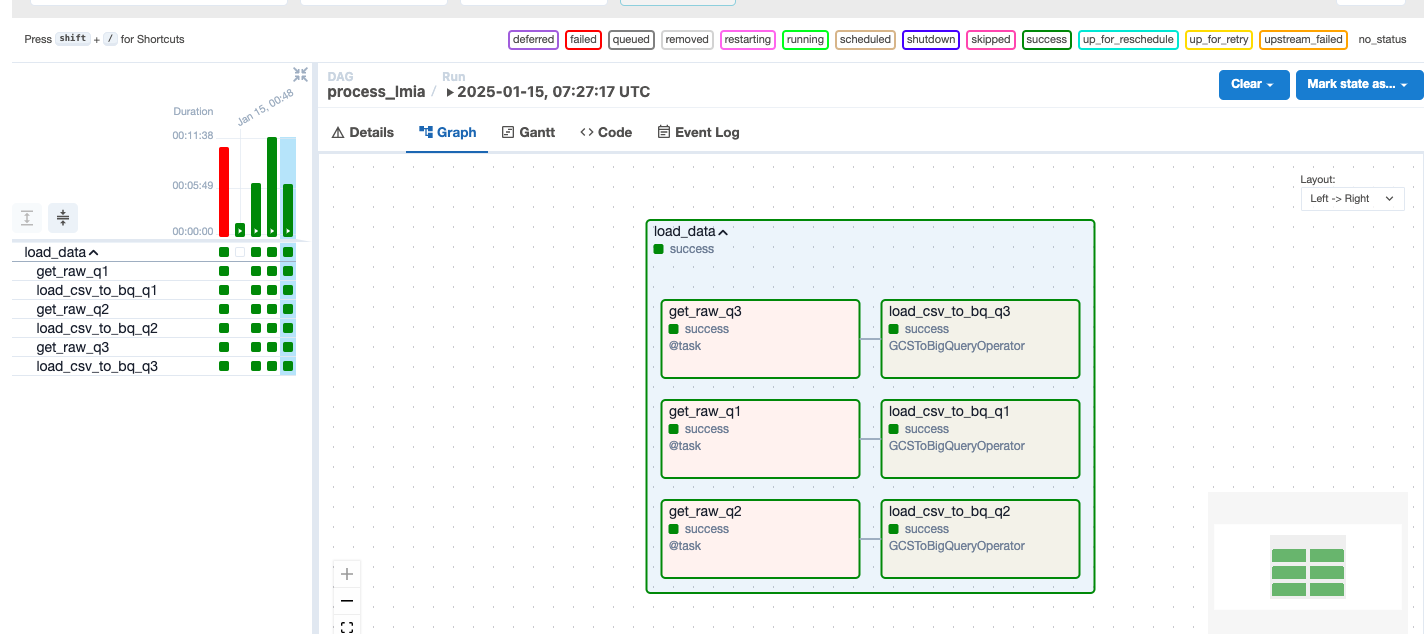 Press shift + / for Shortcuts
deferred failed queued removed restarting running scheduled shutdown skipped success up_for_reschedule up_for_retry upstream_failed no_status
DAG
process_lmia
/
Run
2025-01-15, 07:27:17 UTC
Clear
Mark state as...
Details
Graph
Gantt
Code
Event Log
Duration
Jan 15, 00:48
00:11:38
00:05:49
00:00:00
load_data
get_raw_q1
load_csv_to_bq_q1
get_raw_q2
load_csv_to_bq_q2
get_raw_q3
load_csv_to_bq_q3
Layout:
Left -> Right
load_data
success
get_raw_q3
success
@task
load_csv_to_bq_q3
success
GCSToBigQueryOperator
get_raw_q1
success
@task
load_csv_to_bq_q1
success
GCSToBigQueryOperator
get_raw_q2
success
@task
load_csv_to_bq_q2
success
GCSToBigQueryOperator